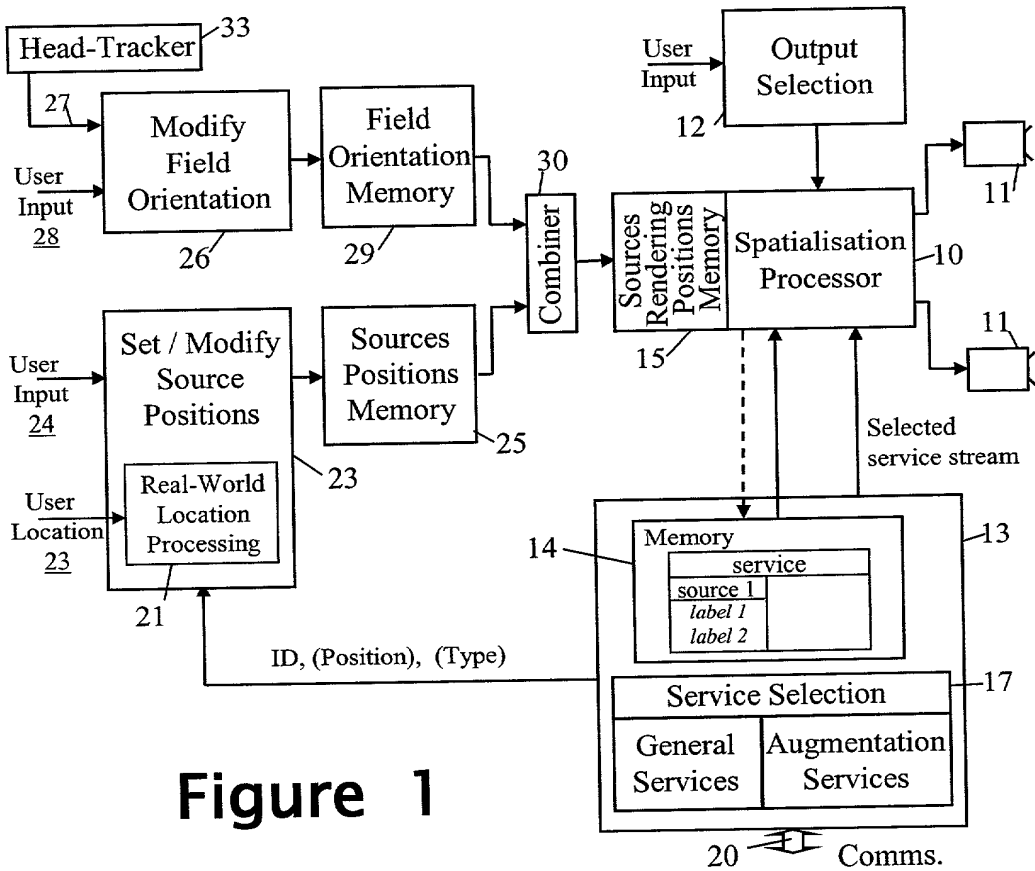 Head-Tracker
33
27
User
Input
28
Modify
Field
Orientation
26
Field
Orientation
Memory
29
30
Combiner
User
Input
Output
Selection
12
Sources
Rendering
Positions
Memory
15
Spatialisation
Processor
10
11
11
User
Input
24
Set / Modify
Source
Positions
23
Sources
Positions
Memory
25
User
Location
23
Real-World
Location
Processing
21
Selected
service stream
13
14
Memory
service
source 1
label 1
label 2
ID, (Position), (Type)
17
Service Selection
General
Services
Augmentation
Services
20
Comms.
Figure 1